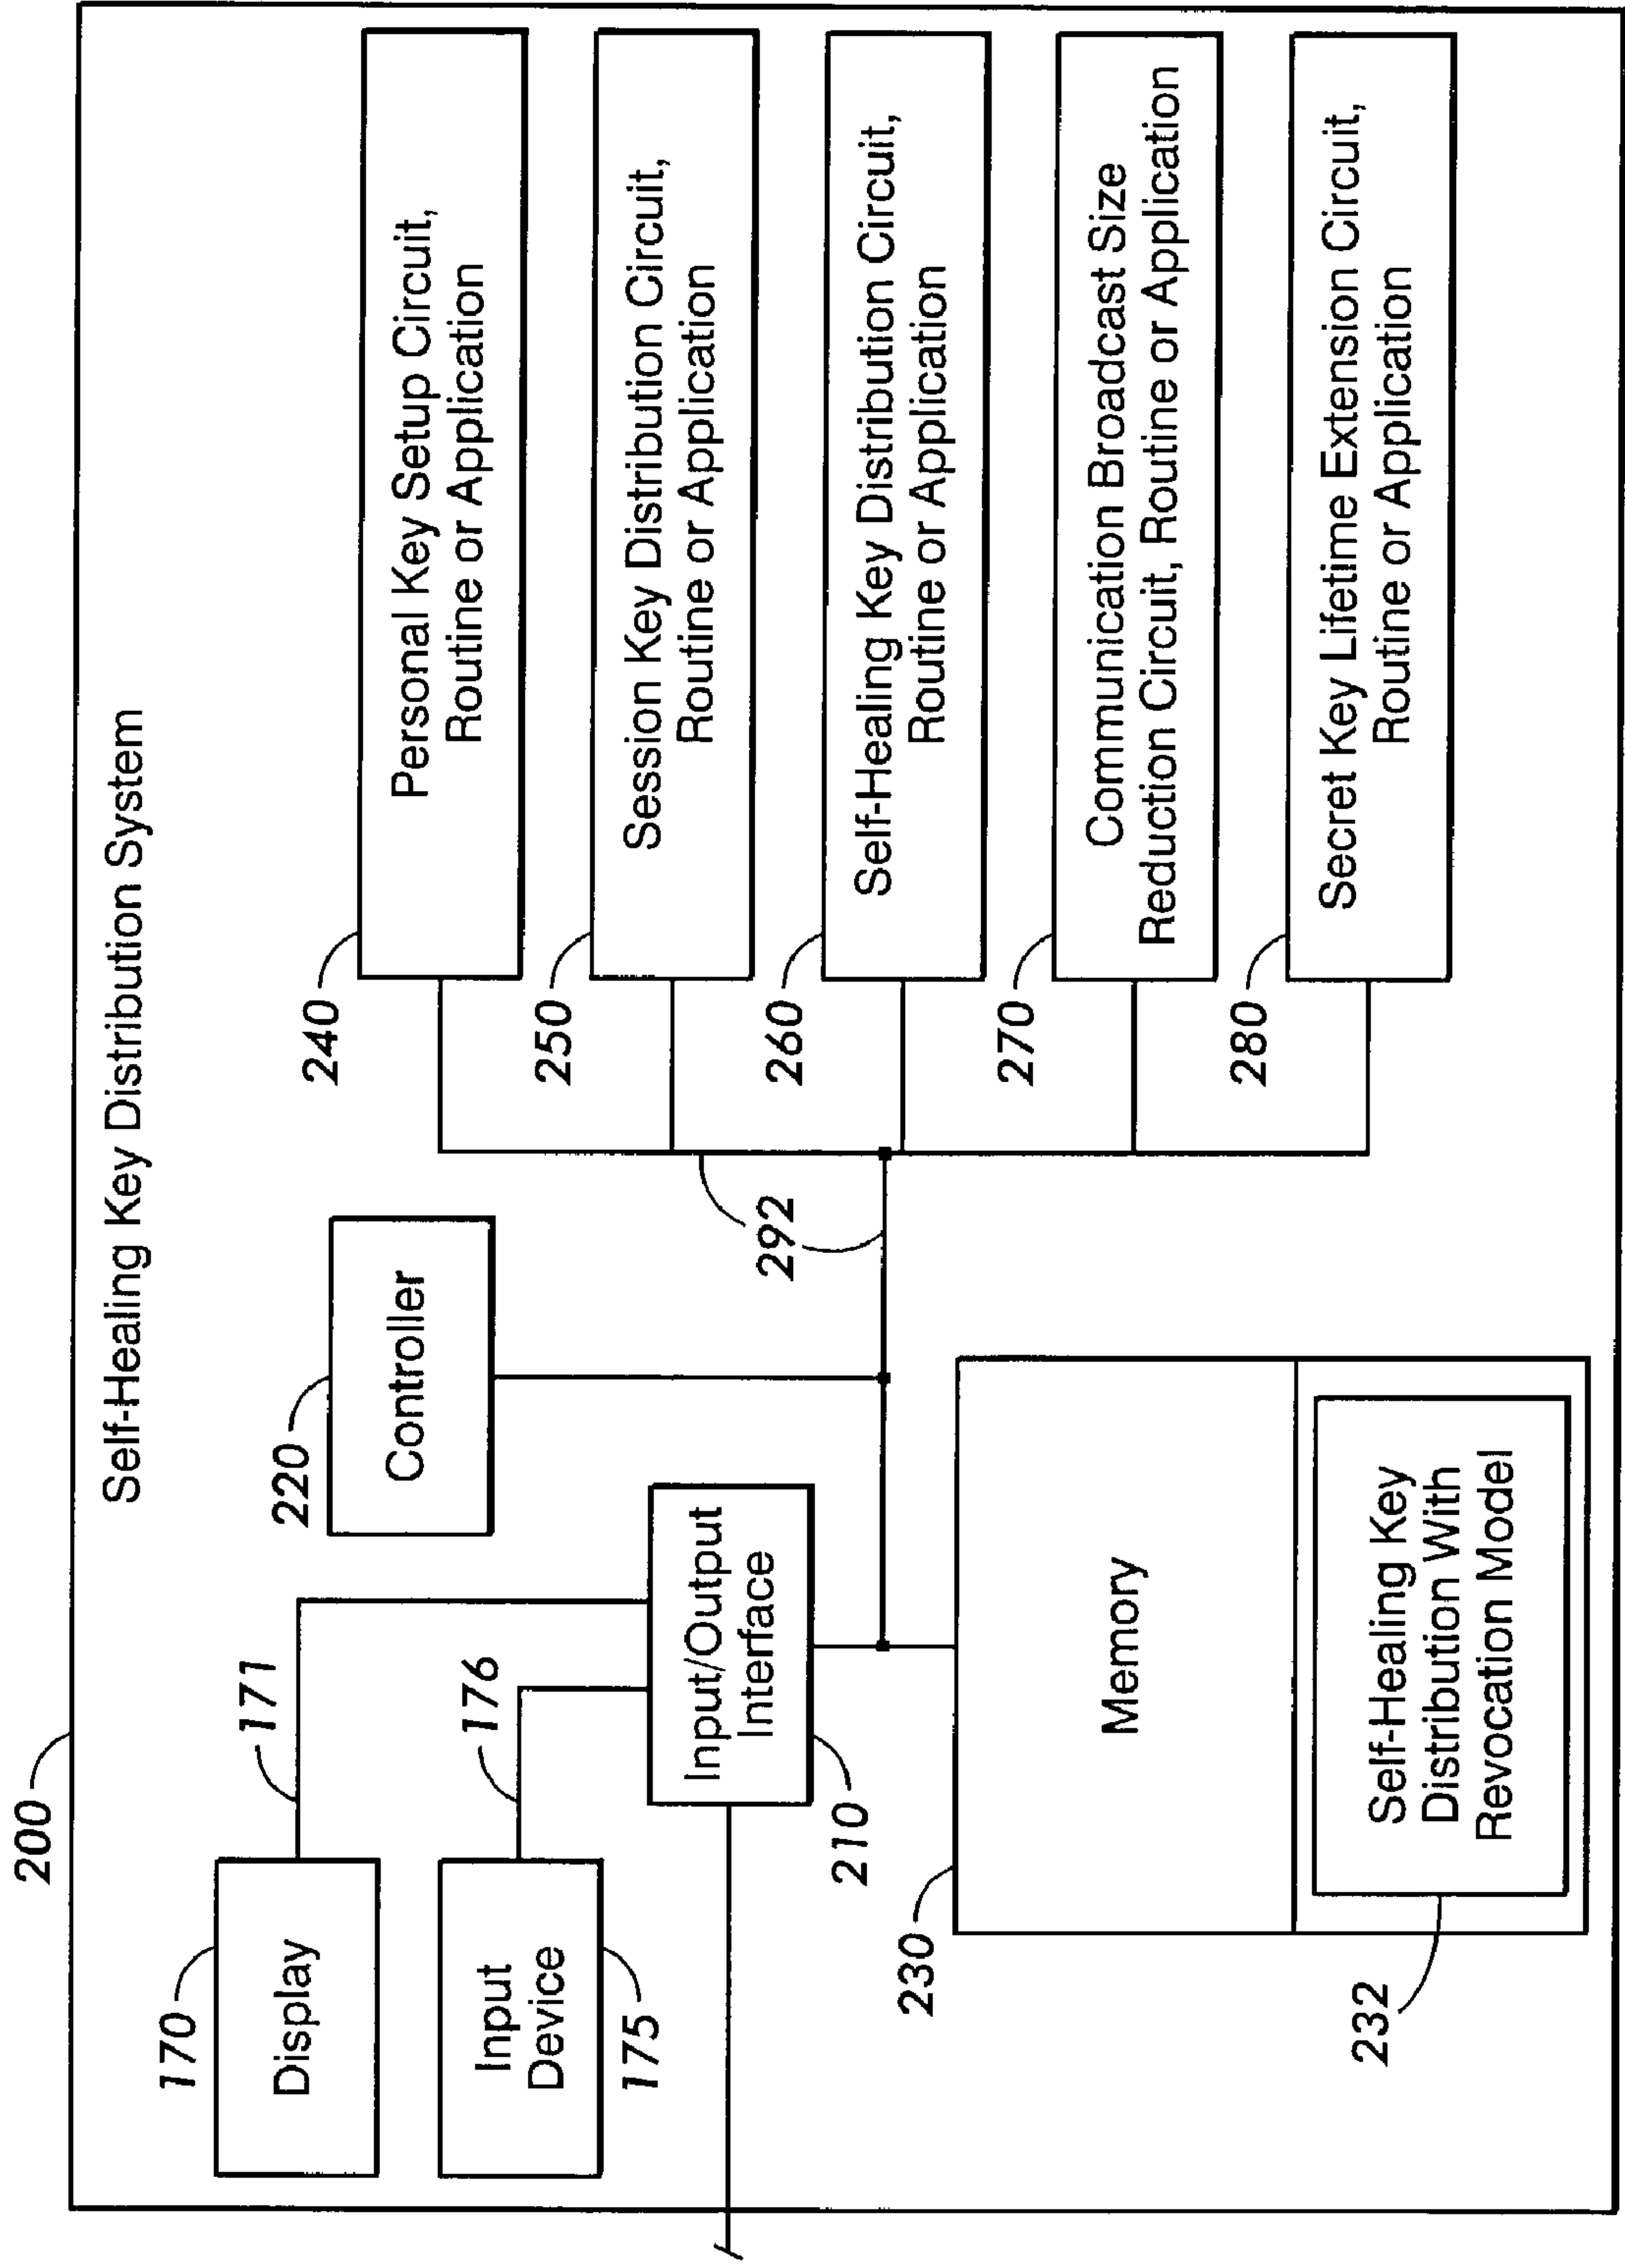 Self-Healing Key Distribution System
200
170
Display
171
Input
Device
175
176
Input/Output
Interface
210
220
Controller
230
Memory
232
Self-Healing Key
Distribution With
Revocation Model
292
240
Personal Key Setup Circuit,
Routine or Application
250
Session Key Distribution Circuit,
Routine or Application
260
Self-Healing Key Distribution Circuit,
Routine or Application
270
Communication Broadcast Size
Reduction Circuit, Routine or Application
280
Secret Key Lifetime Extension Circuit,
Routine or Application